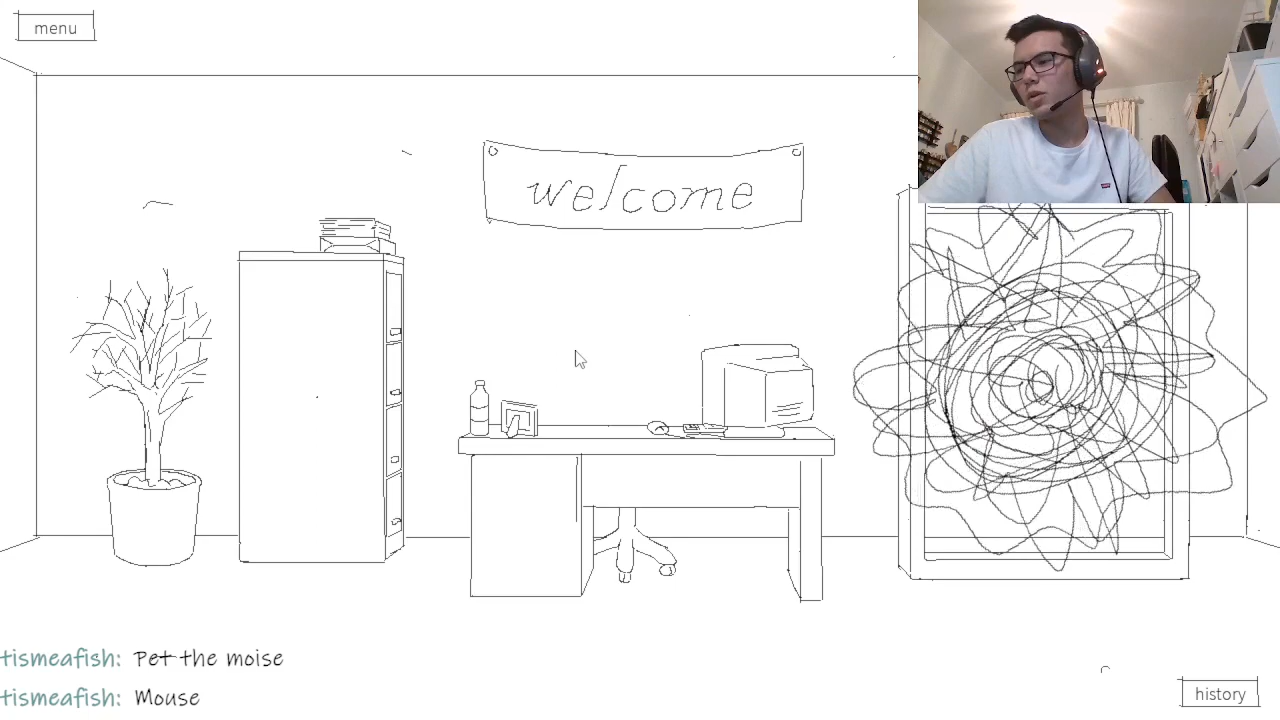 menu
welcome
tismeafish: Pet the moise
tismeafish: Mouse
history